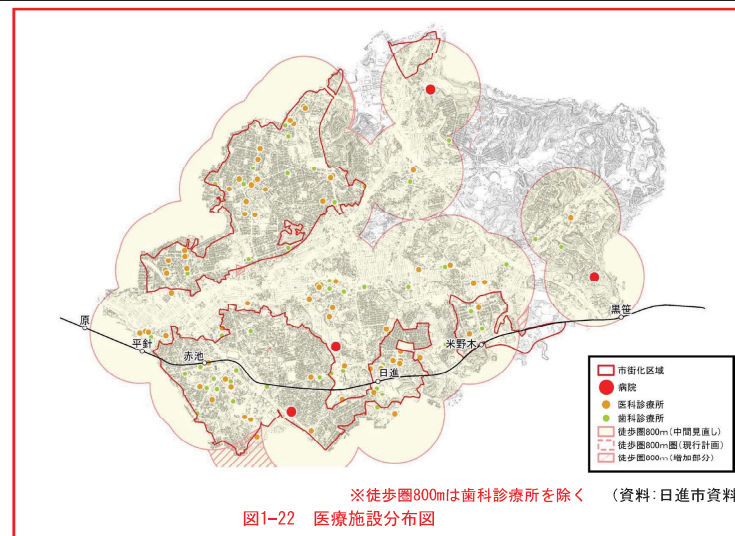 原
平針
赤池
日進
米野木
黒笹
市街化区域
病院
医科診療所
歯科診療所
徒歩圏800m(中間見直し)
徒歩圏800m圏(現行計画)
徒歩圏800m(増加部分)
※徒歩圏800mは歯科診療所を除く (資料:日進市資料
図1-22 医療施設分布図